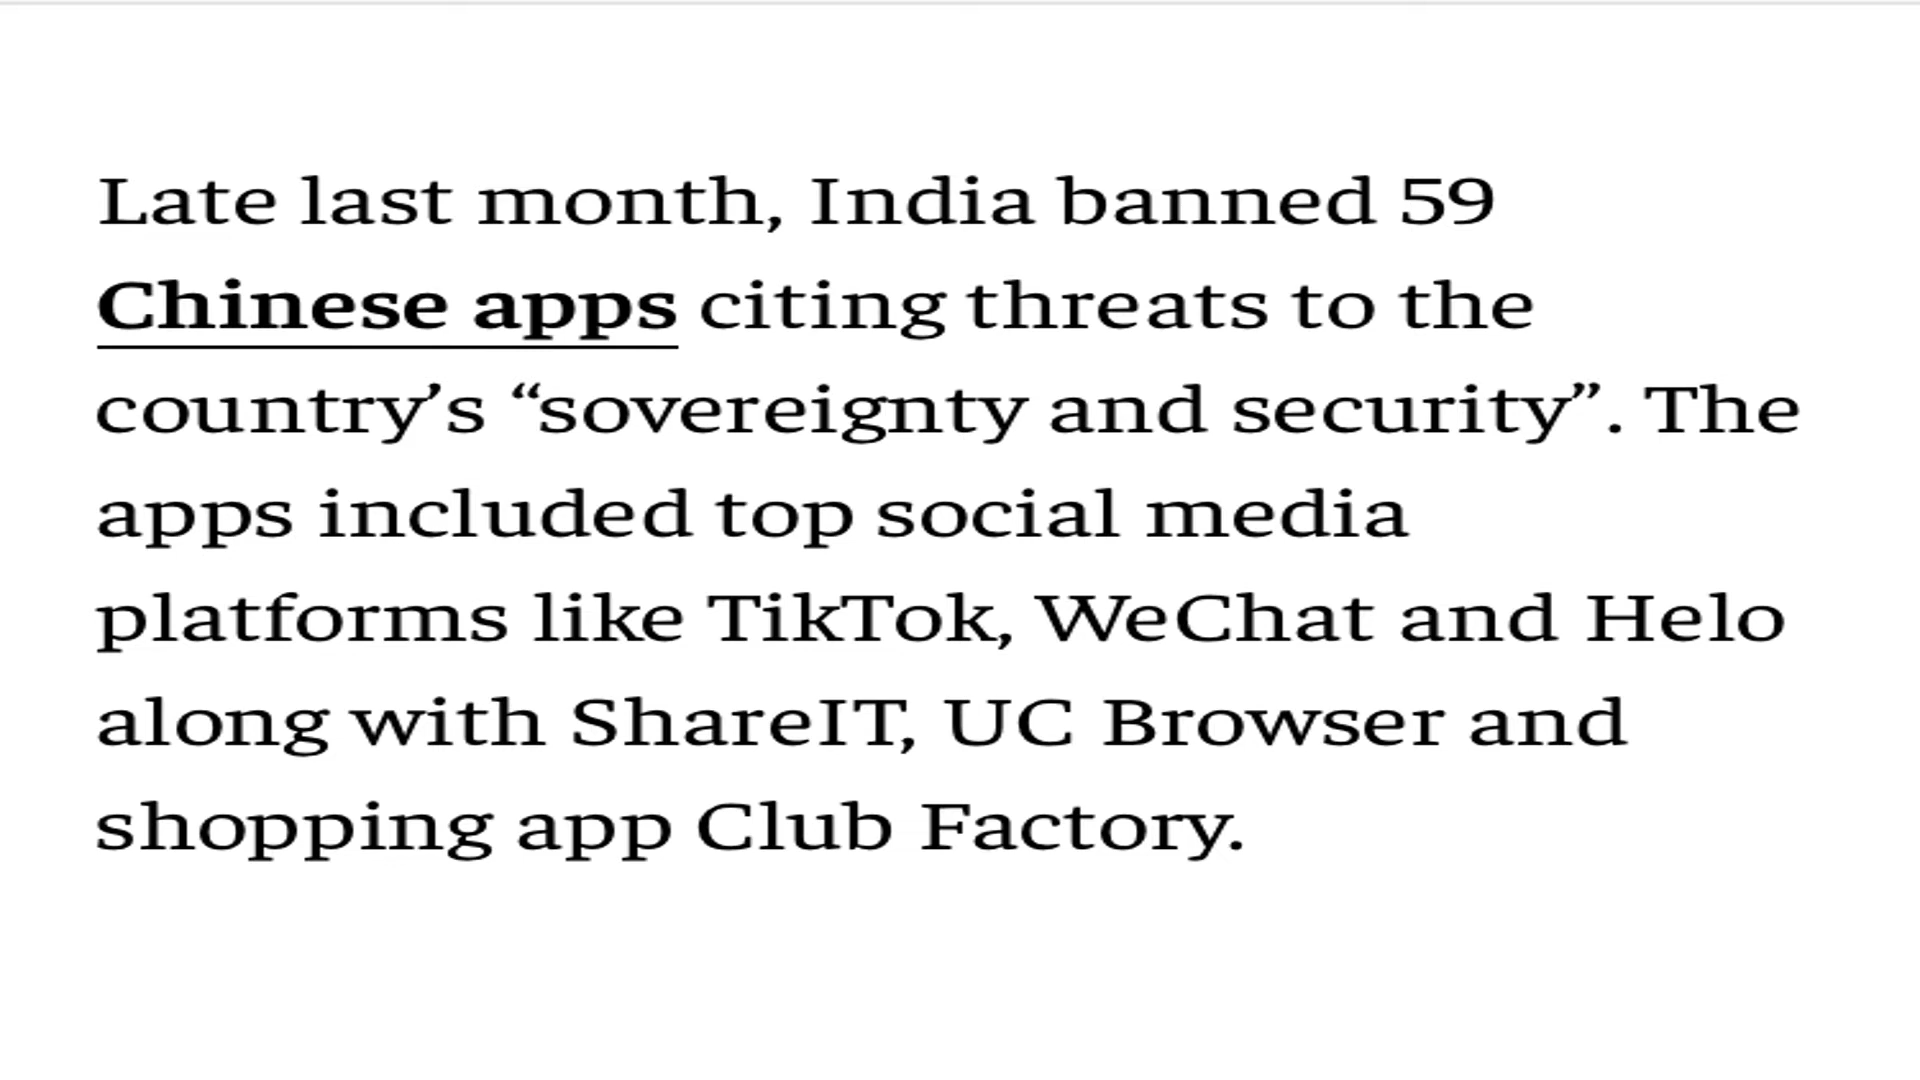 Late last month, India banned 59
Chinese apps citing threats to the
country’s “sovereignty and security”. The
apps included top social media
platforms like TikTok, WeChat and Helo
along with ShareIT, UC Browser and
shopping app Club Factory.